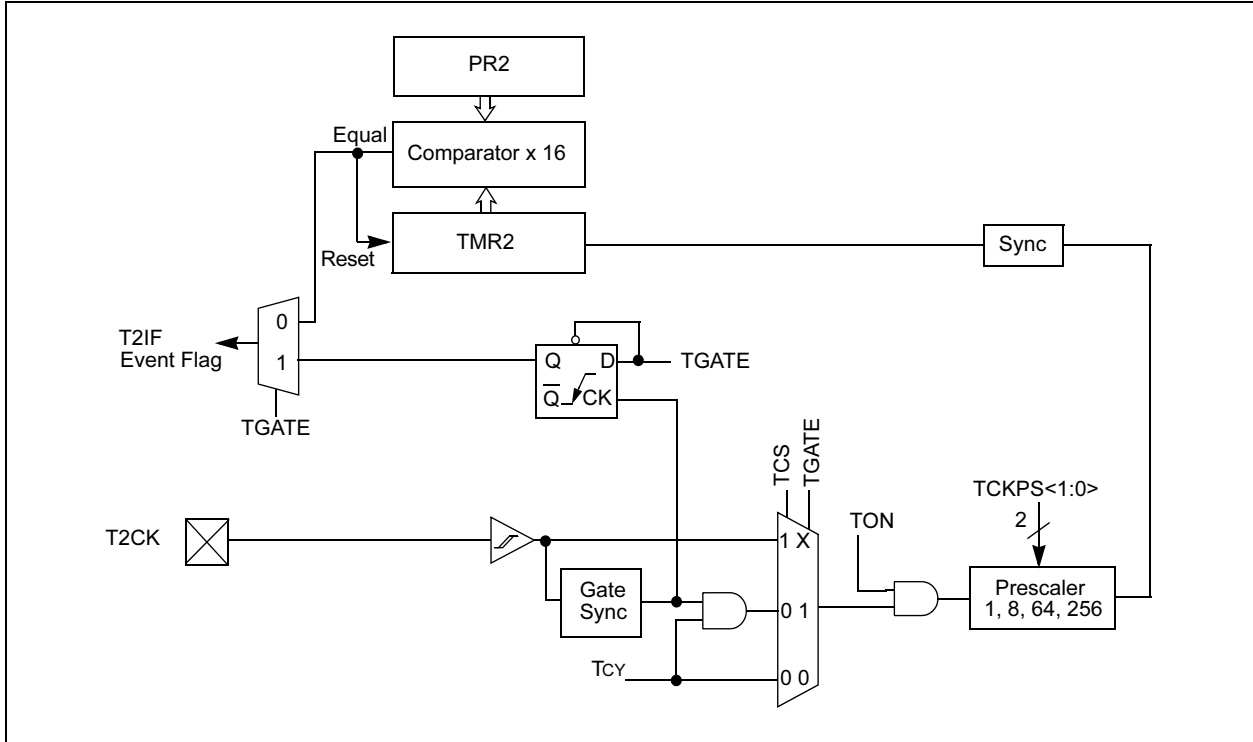 PR2
Equal
Comparator x 16
Reset
TMR2
Sync
0
1
T2IF
Event Flag
TGATE
Q
D
Q̅
CK
TGATE
TCS
TGATE
T2CK
1 X
0 1
0 0
Gate
Sync
TCY
TON
TCKPS<1:0>
2
Prescaler
1, 8, 64, 256